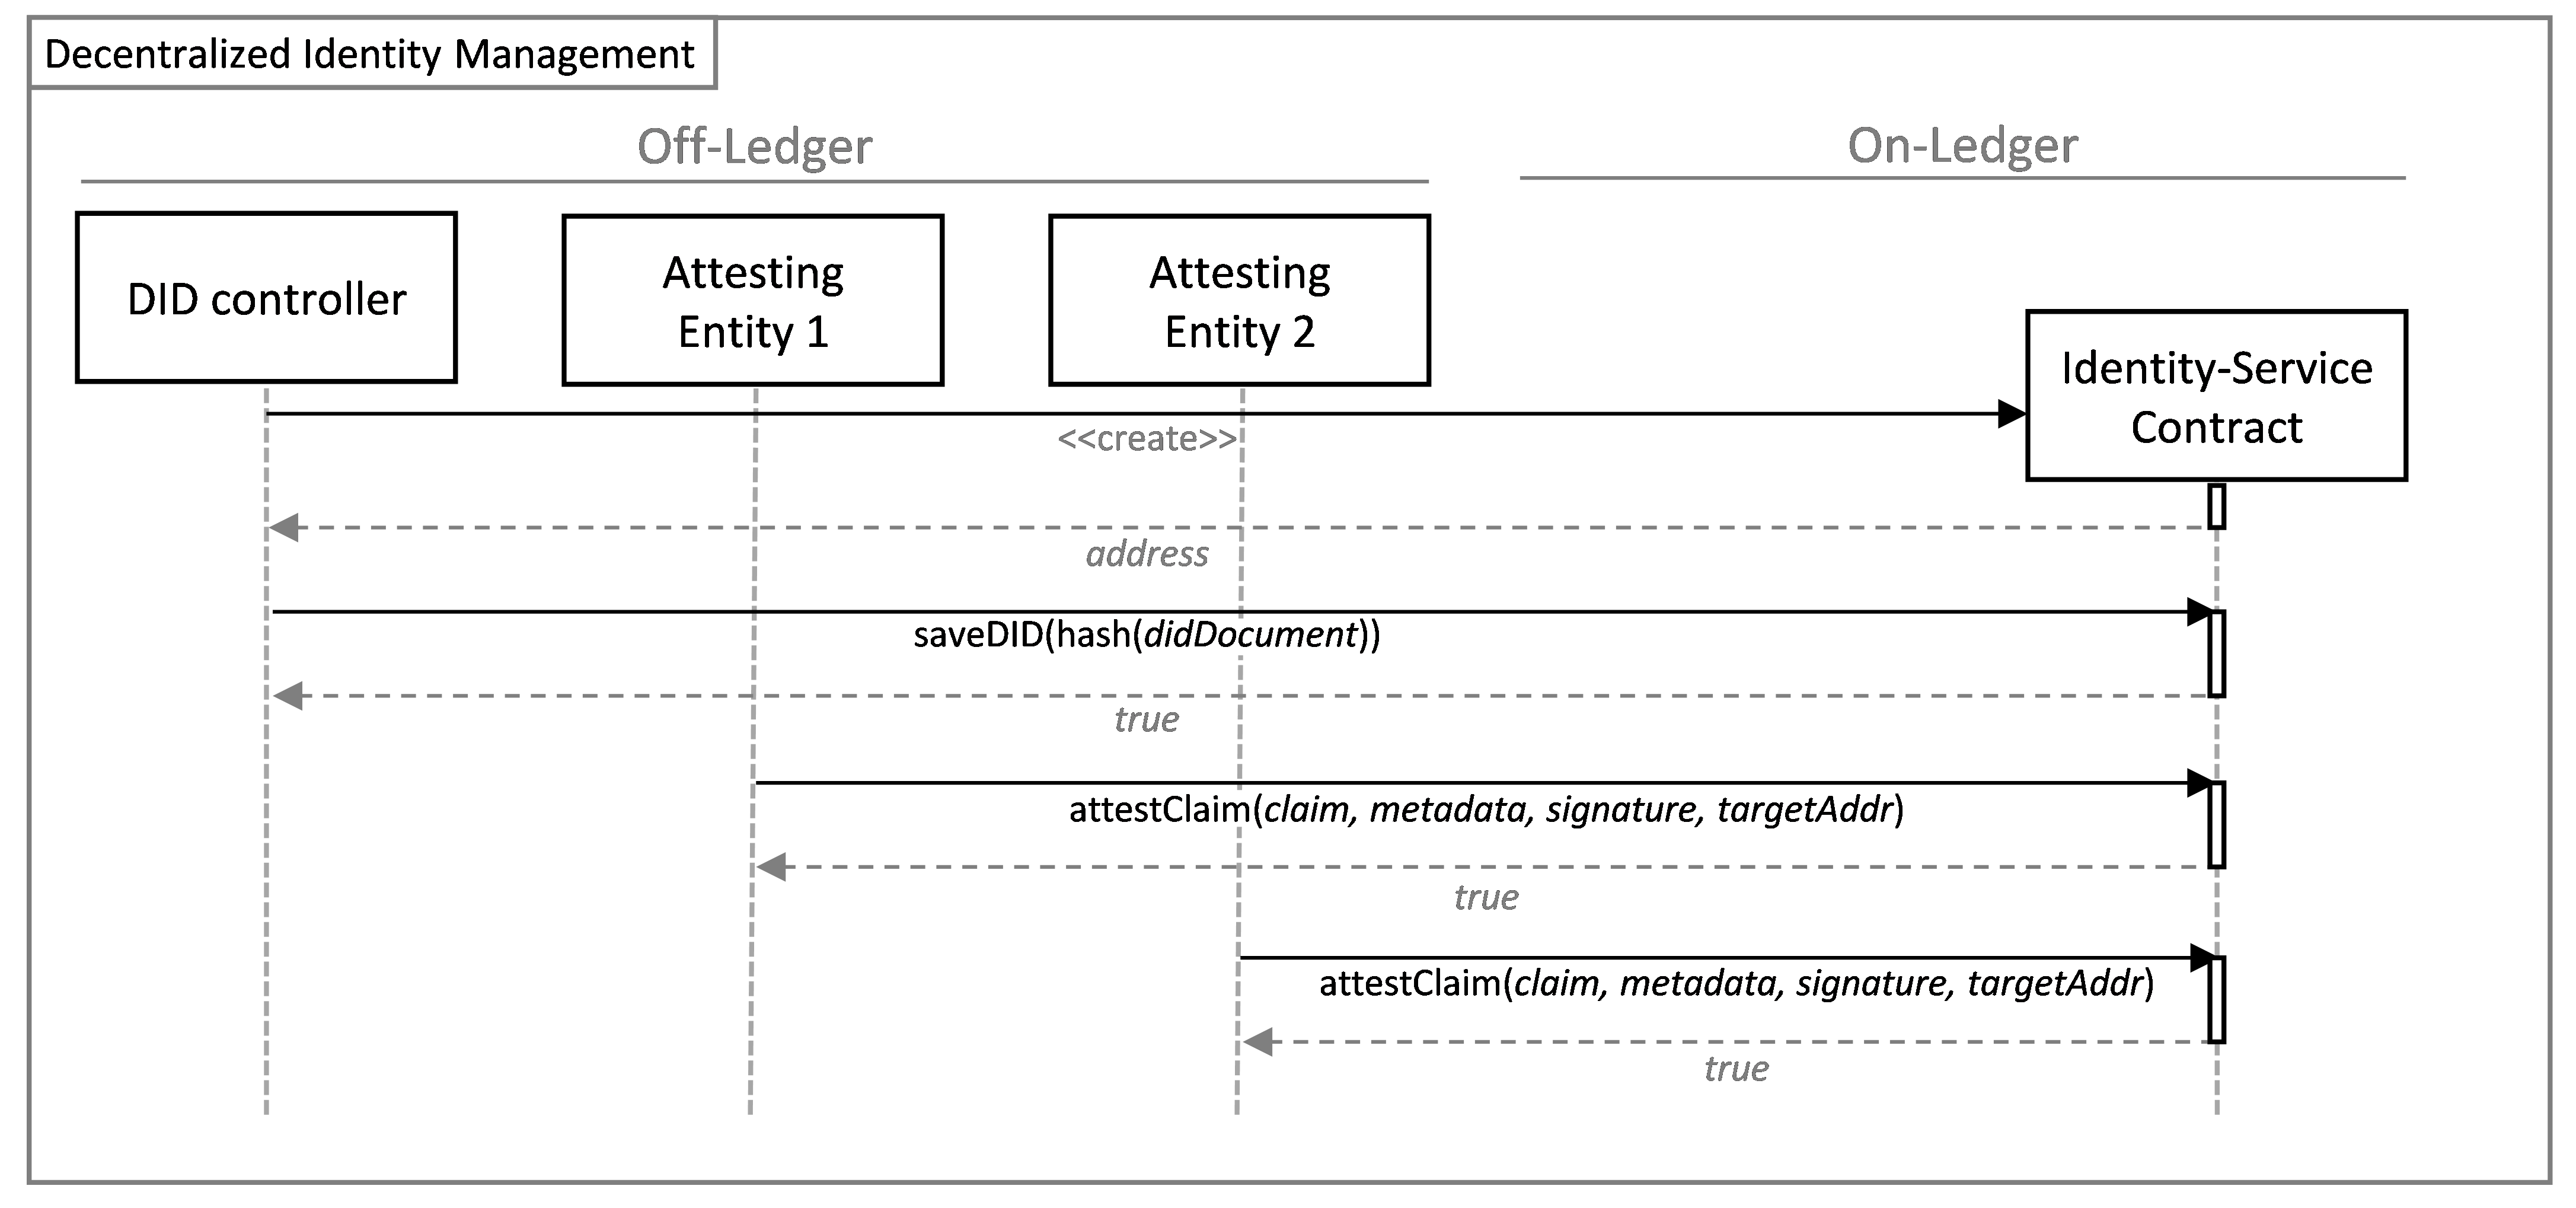 Decentralized Identity Management
Off-Ledger
On-Ledger
DID controller
Attesting
Entity 1
Attesting
Entity 2
Identity-Service
Contract
<<create>>
address
saveDID(hash(didDocument))
true
attestClaim(claim, metadata, signature, targetAddr)
true
attestClaim(claim, metadata, signature, targetAddr)
true